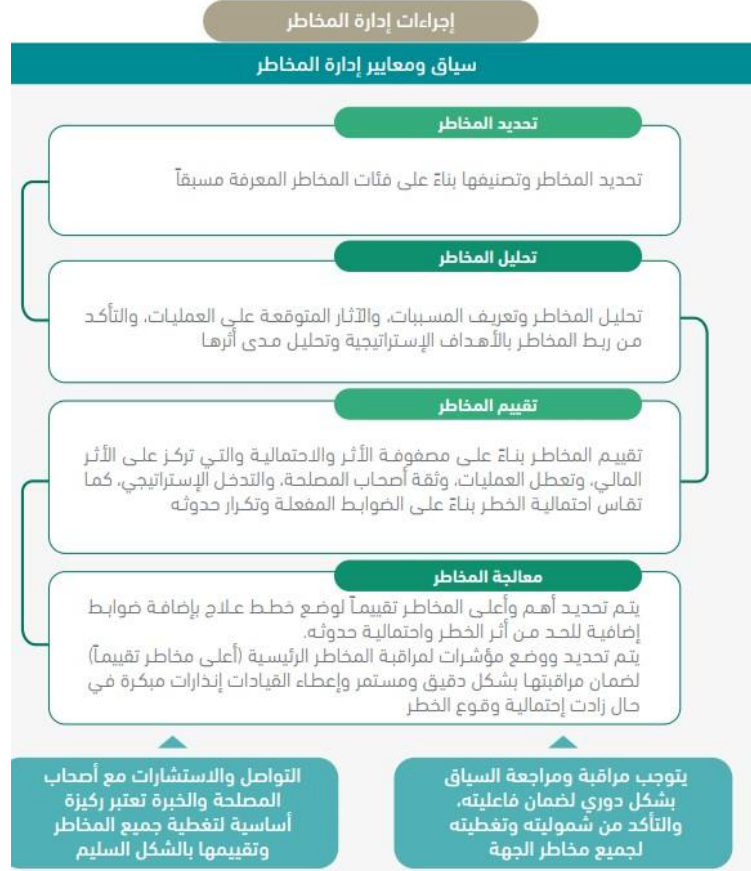 إجراءات إدارة المخاطر
سياق ومعايير إدارة المخاطر
تحديد المخاطر
تحديد المخاطر وتصنيفها بناءً على فئات المخاطر المعرفة مسبقاً
تحليل المخاطر
تحليل المخاطر وتعريف المسببات، والآثار المتوقعة على العمليات، والتأكد
من ربط المخاطر بالأهداف الإستراتيجية وتحليل مدى أثرها
تقييم المخاطر
تقييم المخاطر بناءً على مصفوفة الأثر والاحتمالية والتي تركز على الأثر
المالي، وتعطل العمليات، وثقة أصحاب المصلحة، والتدخل الإستراتيجي، كما
تقاس احتمالية الخطر بناءً على الضوابط المفعلة وتكرار حدوثه
معالجة المخاطر
يتم تحديد أهم وأعلى المخاطر تقييماً لوضع خطط علاج بإضافة ضوابط
إضافية للحد من أثر الخطر واحتمالية حدوثه.
يتم تحديد ووضع مؤشرات لمراقبة المخاطر الرئيسية (أعلى مخاطر تقييماً)
لضمان مراقبتها بشكل دقيق ومستمر وإعطاء القيادات إنذارات مبكرة في
حال زادت إحتمالية وقوع الخطر
يتوجب مراقبة ومراجعة السياق
بشكل دوري لضمان فاعليته،
والتأكد من شموليته وتغطيته
لجميع مخاطر الجهة
التواصل والاستشارات مع أصحاب
المصلحة والخبرة تعتبر ركيزة
أساسية لتغطية جميع المخاطر
وتقييمها بالشكل السليم